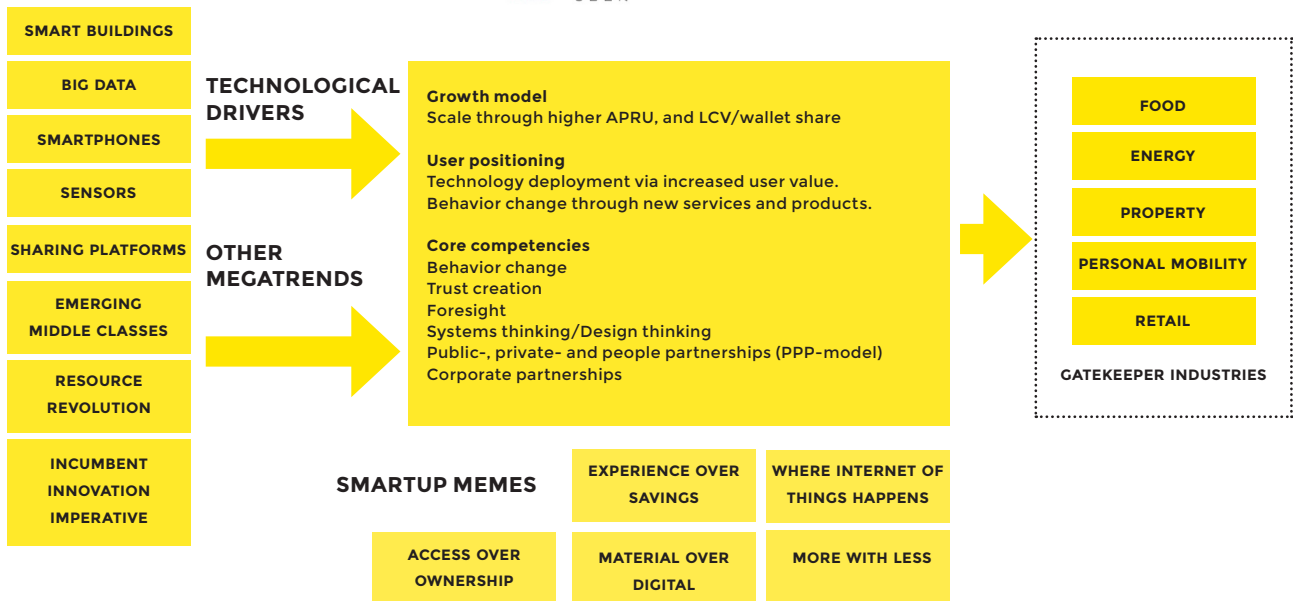 SMART BUILDINGS
BIG DATA
SMARTPHONES
SENSORS
SHARING PLATFORMS
EMERGING
MIDDLE CLASSES
RESOURCE
REVOLUTION
INCUMBENT
INNOVATION
IMPERATIVE
TECHNOLOGICAL
DRIVERS
OTHER
MEGATRENDS
Growth model
Scale through higher APRU, and LCV/wallet share
User positioning
Technology deployment via increased user value.
Behavior change through new services and products.
Core competencies
Behavior change
Trust creation
Foresight
Systems thinking/Design thinking
Public-, private- and people partnerships (PPP-model)
Corporate partnerships
FOOD
ENERGY
PROPERTY
PERSONAL MOBILITY
RETAIL
GATEKEEPER INDUSTRIES
SMARTUP MEMES
EXPERIENCE OVER
SAVINGS
WHERE INTERNET OF
THINGS HAPPENS
ACCESS OVER
OWNERSHIP
MATERIAL OVER
DIGITAL
MORE WITH LESS